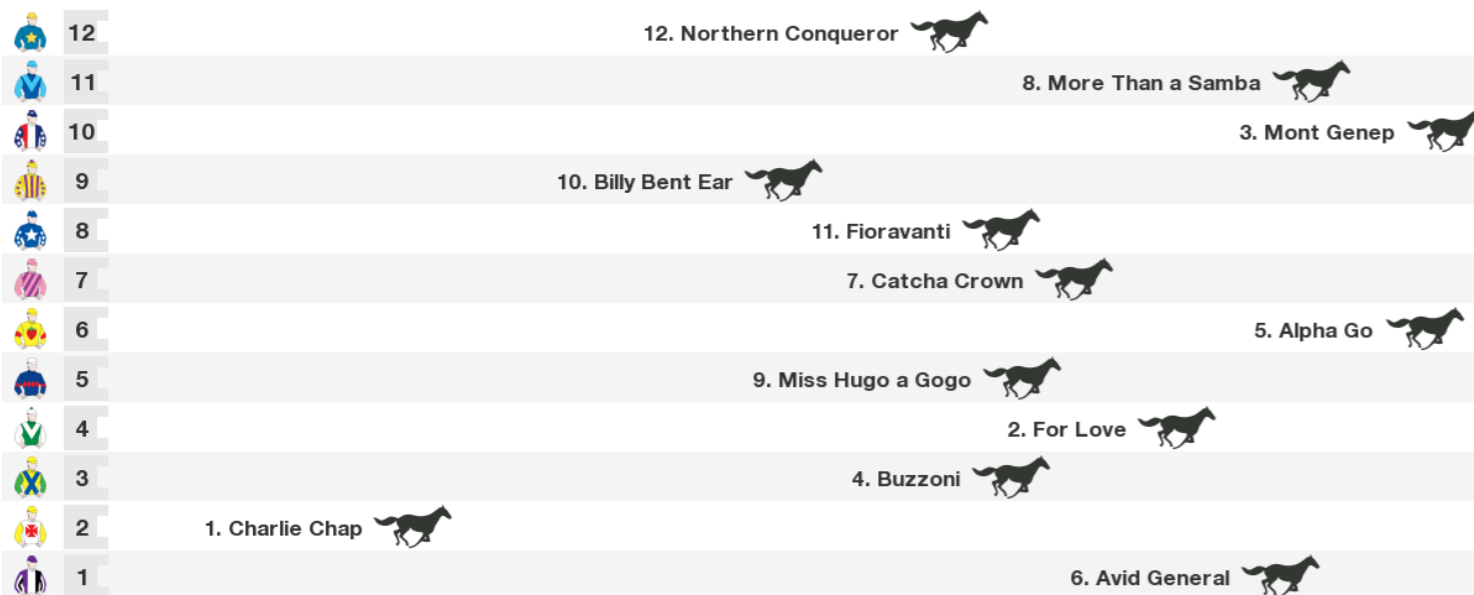 12 12. Northern Conqueror
11 8. More Than a Samba
10 3. Mont Genep
9 10. Billy Bent Ear
8 11. Fioravanti
7 7. Catcha Crown
6 5. Alpha Go
5 9. Miss Hugo a Gogo
4 2. For Love
3 4. Buzzoni
2 1. Charlie Chap
1 6. Avid General